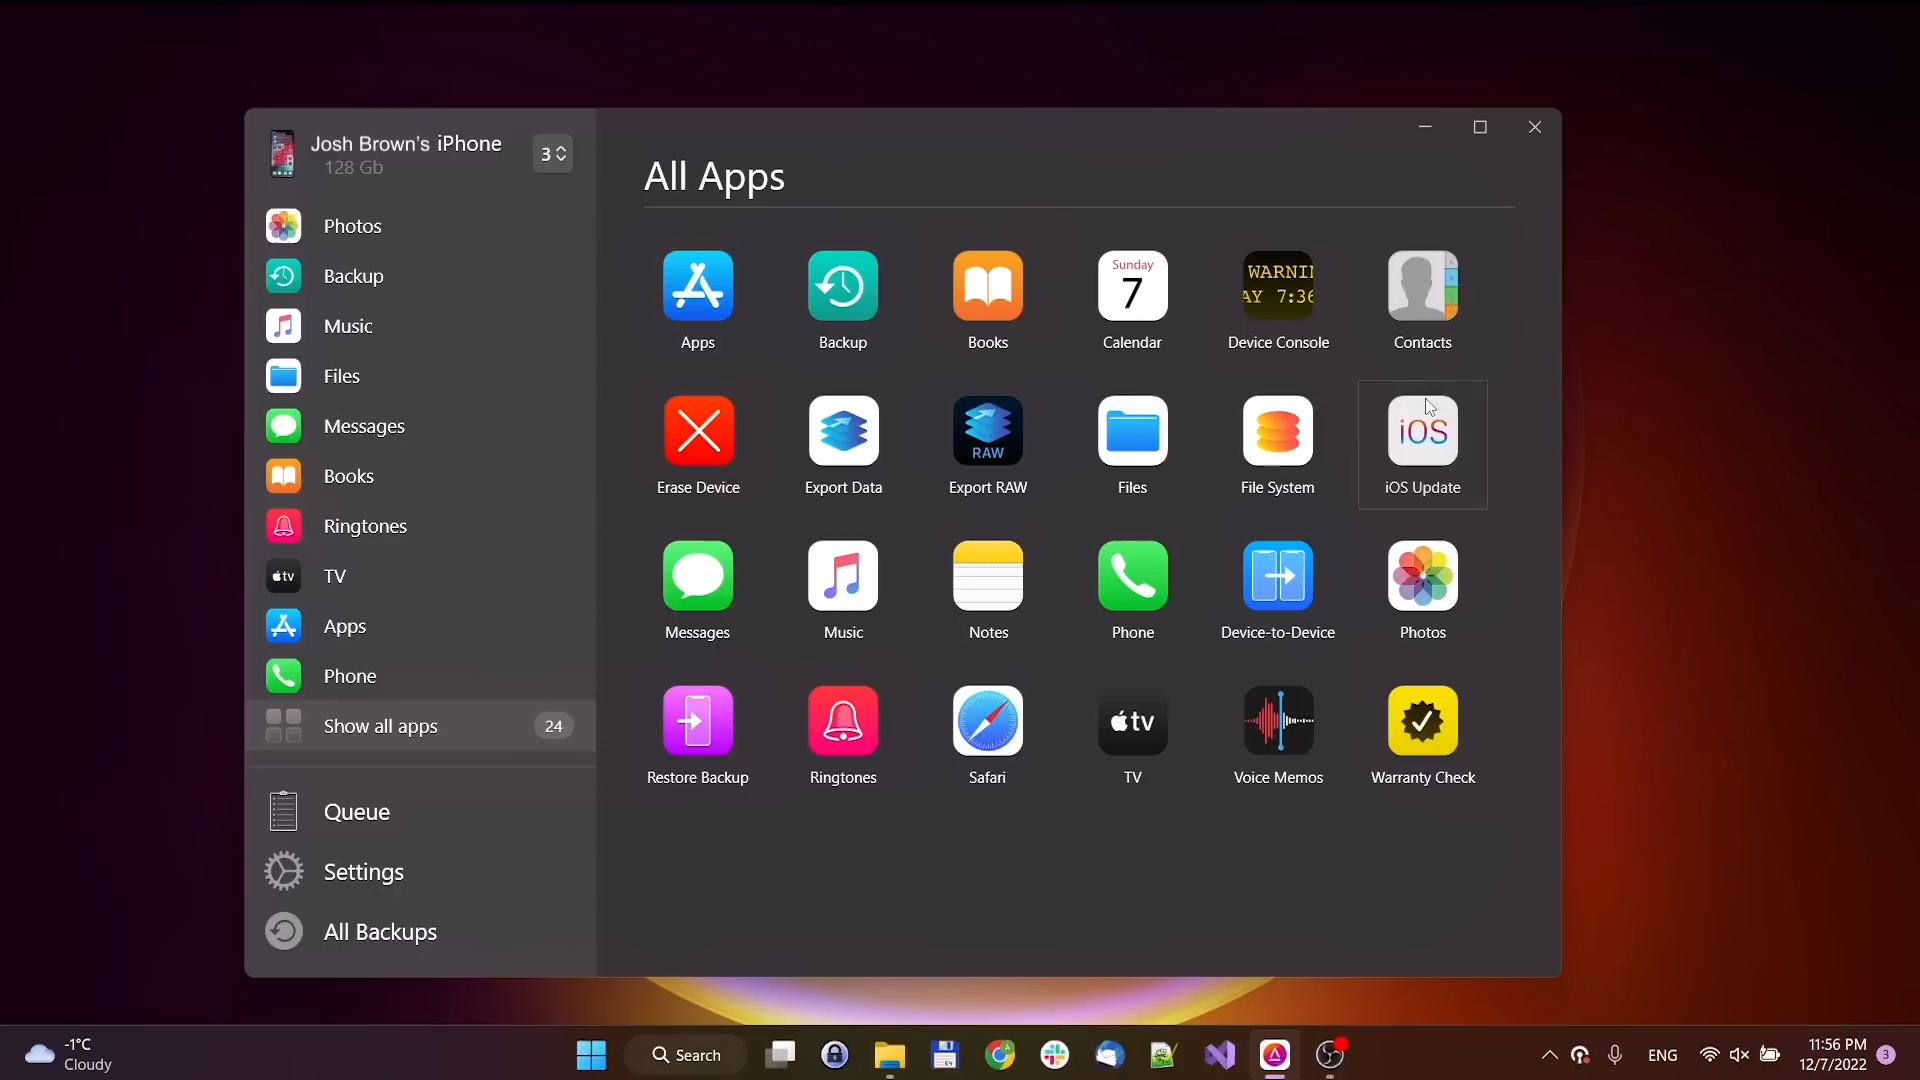 Josh Brown's iPhone
128 Gb
3
Photos
Backup
Music
Files
Messages
Books
Ringtones
tv
TV
Apps
Phone
Show all apps
24
Queue
Settings
All Backups
All Apps
Sunday
7
WARNIN
AY 7:36
Apps
Backup
Books
Calendar
Device Console
Contacts
RAW
iOS
Erase Device
Export Data
Export RAW
Files
File System
iOS Update
Messages
Music
Notes
Phone
Device-to-Device
Photos
tv
Restore Backup
Ringtones
Safari
TV
Voice Memos
Warranty Check
-1°C
Cloudy
Search
64
ENG
11:56 PM
12/7/2022
3